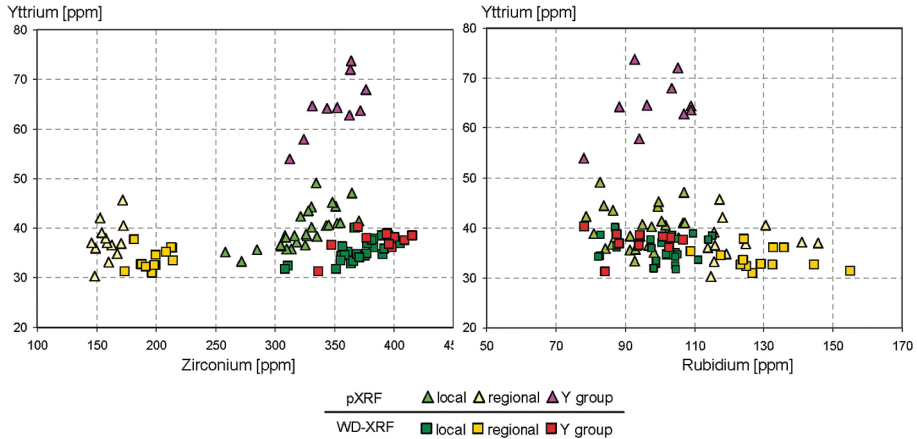 Yttrium [ppm]
80
70
60
50
40
30
20
100 150 200 250 300 350 400 45
Zirconium [ppm]
Yttrium [ppm]
80
70
60
50
40
30
20
50 70 90 110 130 150 170
Rubidium [ppm]
pXRF local regional Y group
WD-XRF local regional Y group